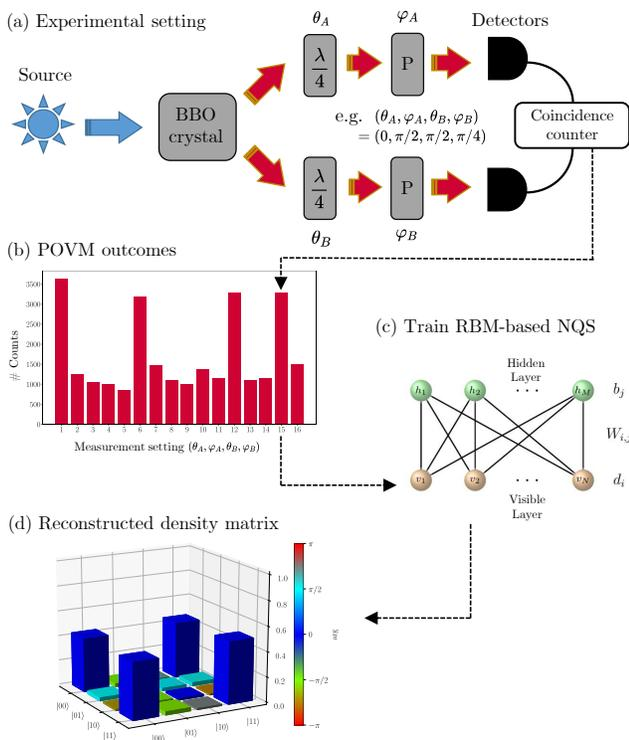 (a) Experimental setting
θ_A
φ_A
Detectors
Source
BBO
crystal
λ
4
P
e.g. (θ_A, φ_A, θ_B, φ_B)
= (0, π/2, π/2, π/4)
Coincidence
counter
λ
4
P
θ_B
φ_B
(b) POVM outcomes
3500
3000
2500
2000
1500
1000
500
0
# Counts
1 2 3 4 5 6 7 8 9 10 11 12 13 14 15 16
Measurement setting (θ_A, φ_A, θ_B, φ_B)
(c) Train RBM-based NQS
Hidden
Layer
h_1 h_2 · · · h_M b_j
W_{i,
v_1 v_2 · · · v_N d_i
Visible
Layer
(d) Reconstructed density matrix
1.0
0.8
0.6
0.4
0.2
0.0
π
π/2
0
−π/2
−π
arg
|00⟩
|01⟩
|10⟩
|11⟩
|00⟩
|01⟩
|10⟩
|11⟩